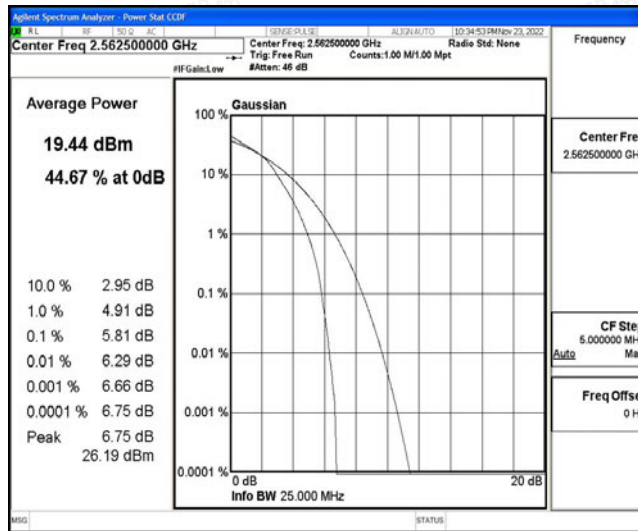 Agilent Spectrum Analyzer - Power Stat CCDF
RL RF 50 Ω AC SENSE:PULSE ALIGN AUTO 10:34:53 PM Nov 23, 2022
Center Freq 2.562500000 GHz
Center Freq: 2.562500000 GHz Radio Std: None
Trig: Free Run Counts:1.00 M/1.00 Mpt
#IFGain:Low #Atten: 46 dB
Frequency
Average Power
19.44 dBm
44.67 % at 0dB
10.0 % 2.95 dB
1.0 % 4.91 dB
0.1 % 5.81 dB
0.01 % 6.29 dB
0.001 % 6.66 dB
0.0001 % 6.75 dB
Peak 6.75 dB
26.19 dBm
Gaussian
100 %
10 %
1 %
0.1 %
0.01 %
0.001 %
0.0001 %
0 dB 20 dB
Info BW 25.000 MHz
Center Fre
2.562500000 GH
CF Ste
5.000000 MH
Auto Ma
Freq Offse
0 H
MSG STATUS